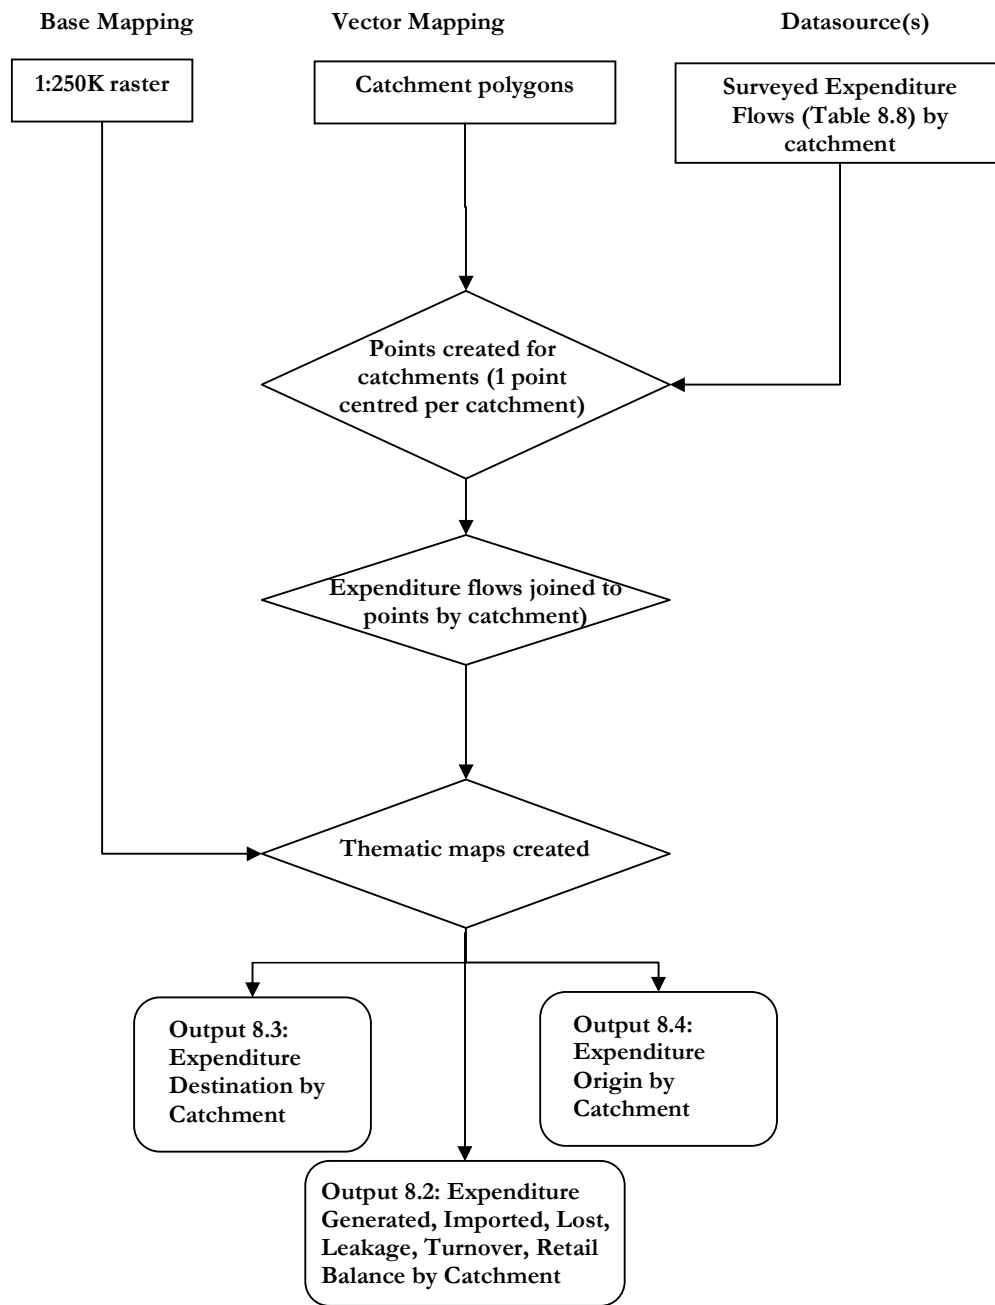 Base Mapping
Vector Mapping
Datasource(s)
1:250K raster
Catchment polygons
Surveyed Expenditure
Flows (Table 8.8) by
catchment
Points created for
catchments (1 point
centred per catchment)
Expenditure flows joined to
points by catchment)
Thematic maps created
Output 8.3:
Expenditure
Destination by
Catchment
Output 8.4:
Expenditure
Origin by
Catchment
Output 8.2: Expenditure
Generated, Imported, Lost,
Leakage, Turnover, Retail
Balance by Catchment